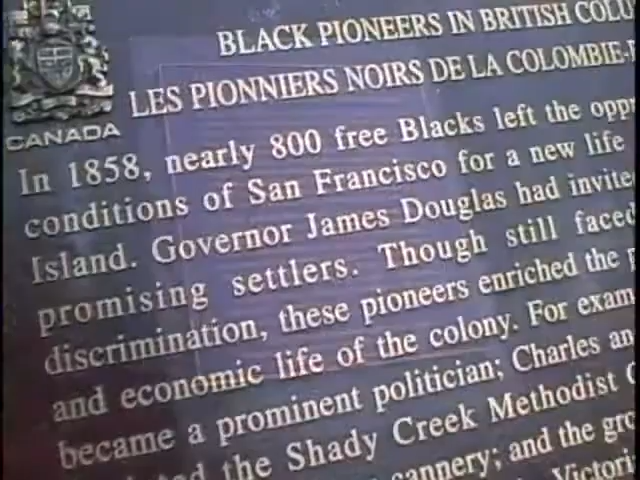 BLACK PIONEERS IN BRITISH COLU
LES PIONNIERS NOIRS DE LA COLOMBIE-
CANADA
In 1858, nearly 800 free Blacks left the opp
conditions of San Francisco for a new life
Island. Governor James Douglas had invite
promising settlers. Though still faced
discrimination, these pioneers enriched the
and economic life of the colony. For exam
became a prominent politician; Charles an
the Shady Creek Methodist
cannery; and the gro
Victori